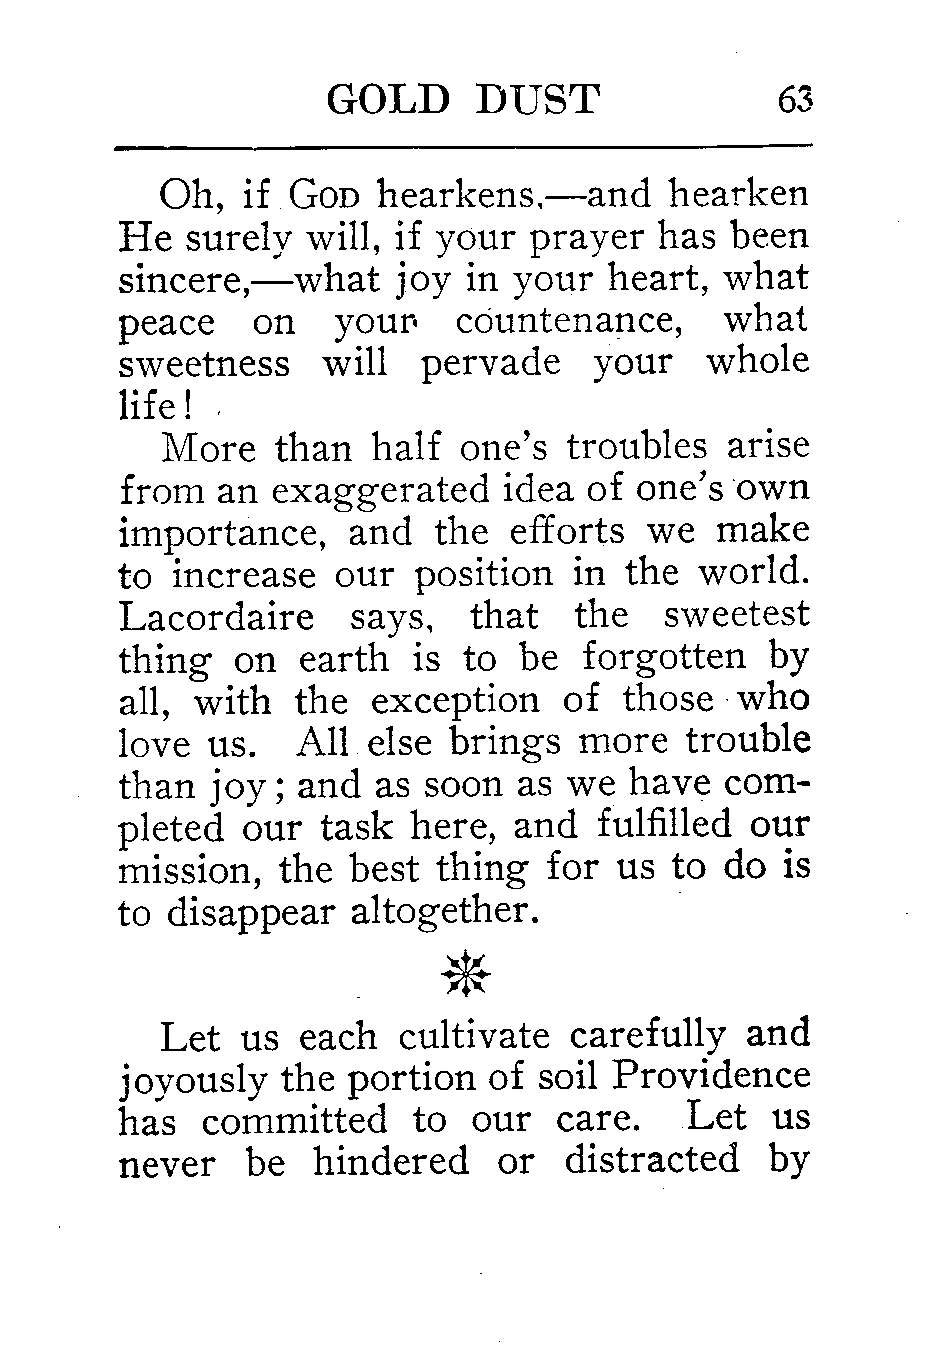 GOLD DUST 63
Oh, if GOD hearkens,—and hearken
He surely will, if your prayer has been
sincere,—what joy in your heart, what
peace on your countenance, what
sweetness will pervade your whole
life!
More than half one's troubles arise
from an exaggerated idea of one's own
importance, and the efforts we make
to increase our position in the world.
Lacordaire says, that the sweetest
thing on earth is to be forgotten by
all, with the exception of those who
love us. All else brings more trouble
than joy; and as soon as we have com-
pleted our task here, and fulfilled our
mission, the best thing for us to do is
to disappear altogether.
Let us each cultivate carefully and
joyously the portion of soil Providence
has committed to our care. Let us
never be hindered or distracted by